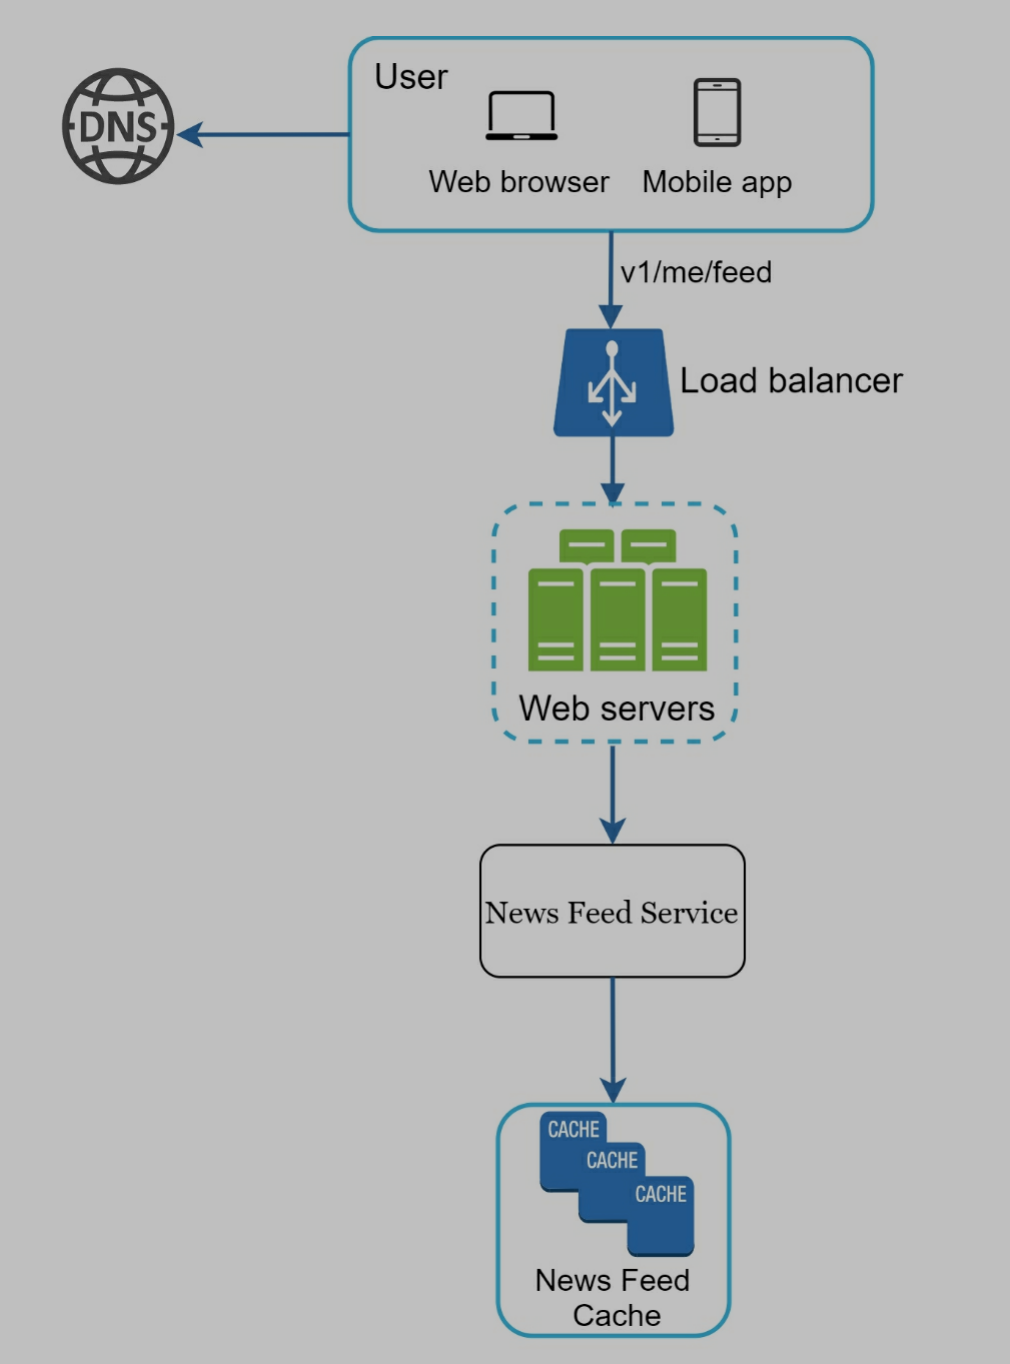 User
DNS
Web browser
Mobile app
v1/me/feed
Load balancer
Web servers
News Feed Service
CACHE
CACHE
CACHE
News Feed
Cache